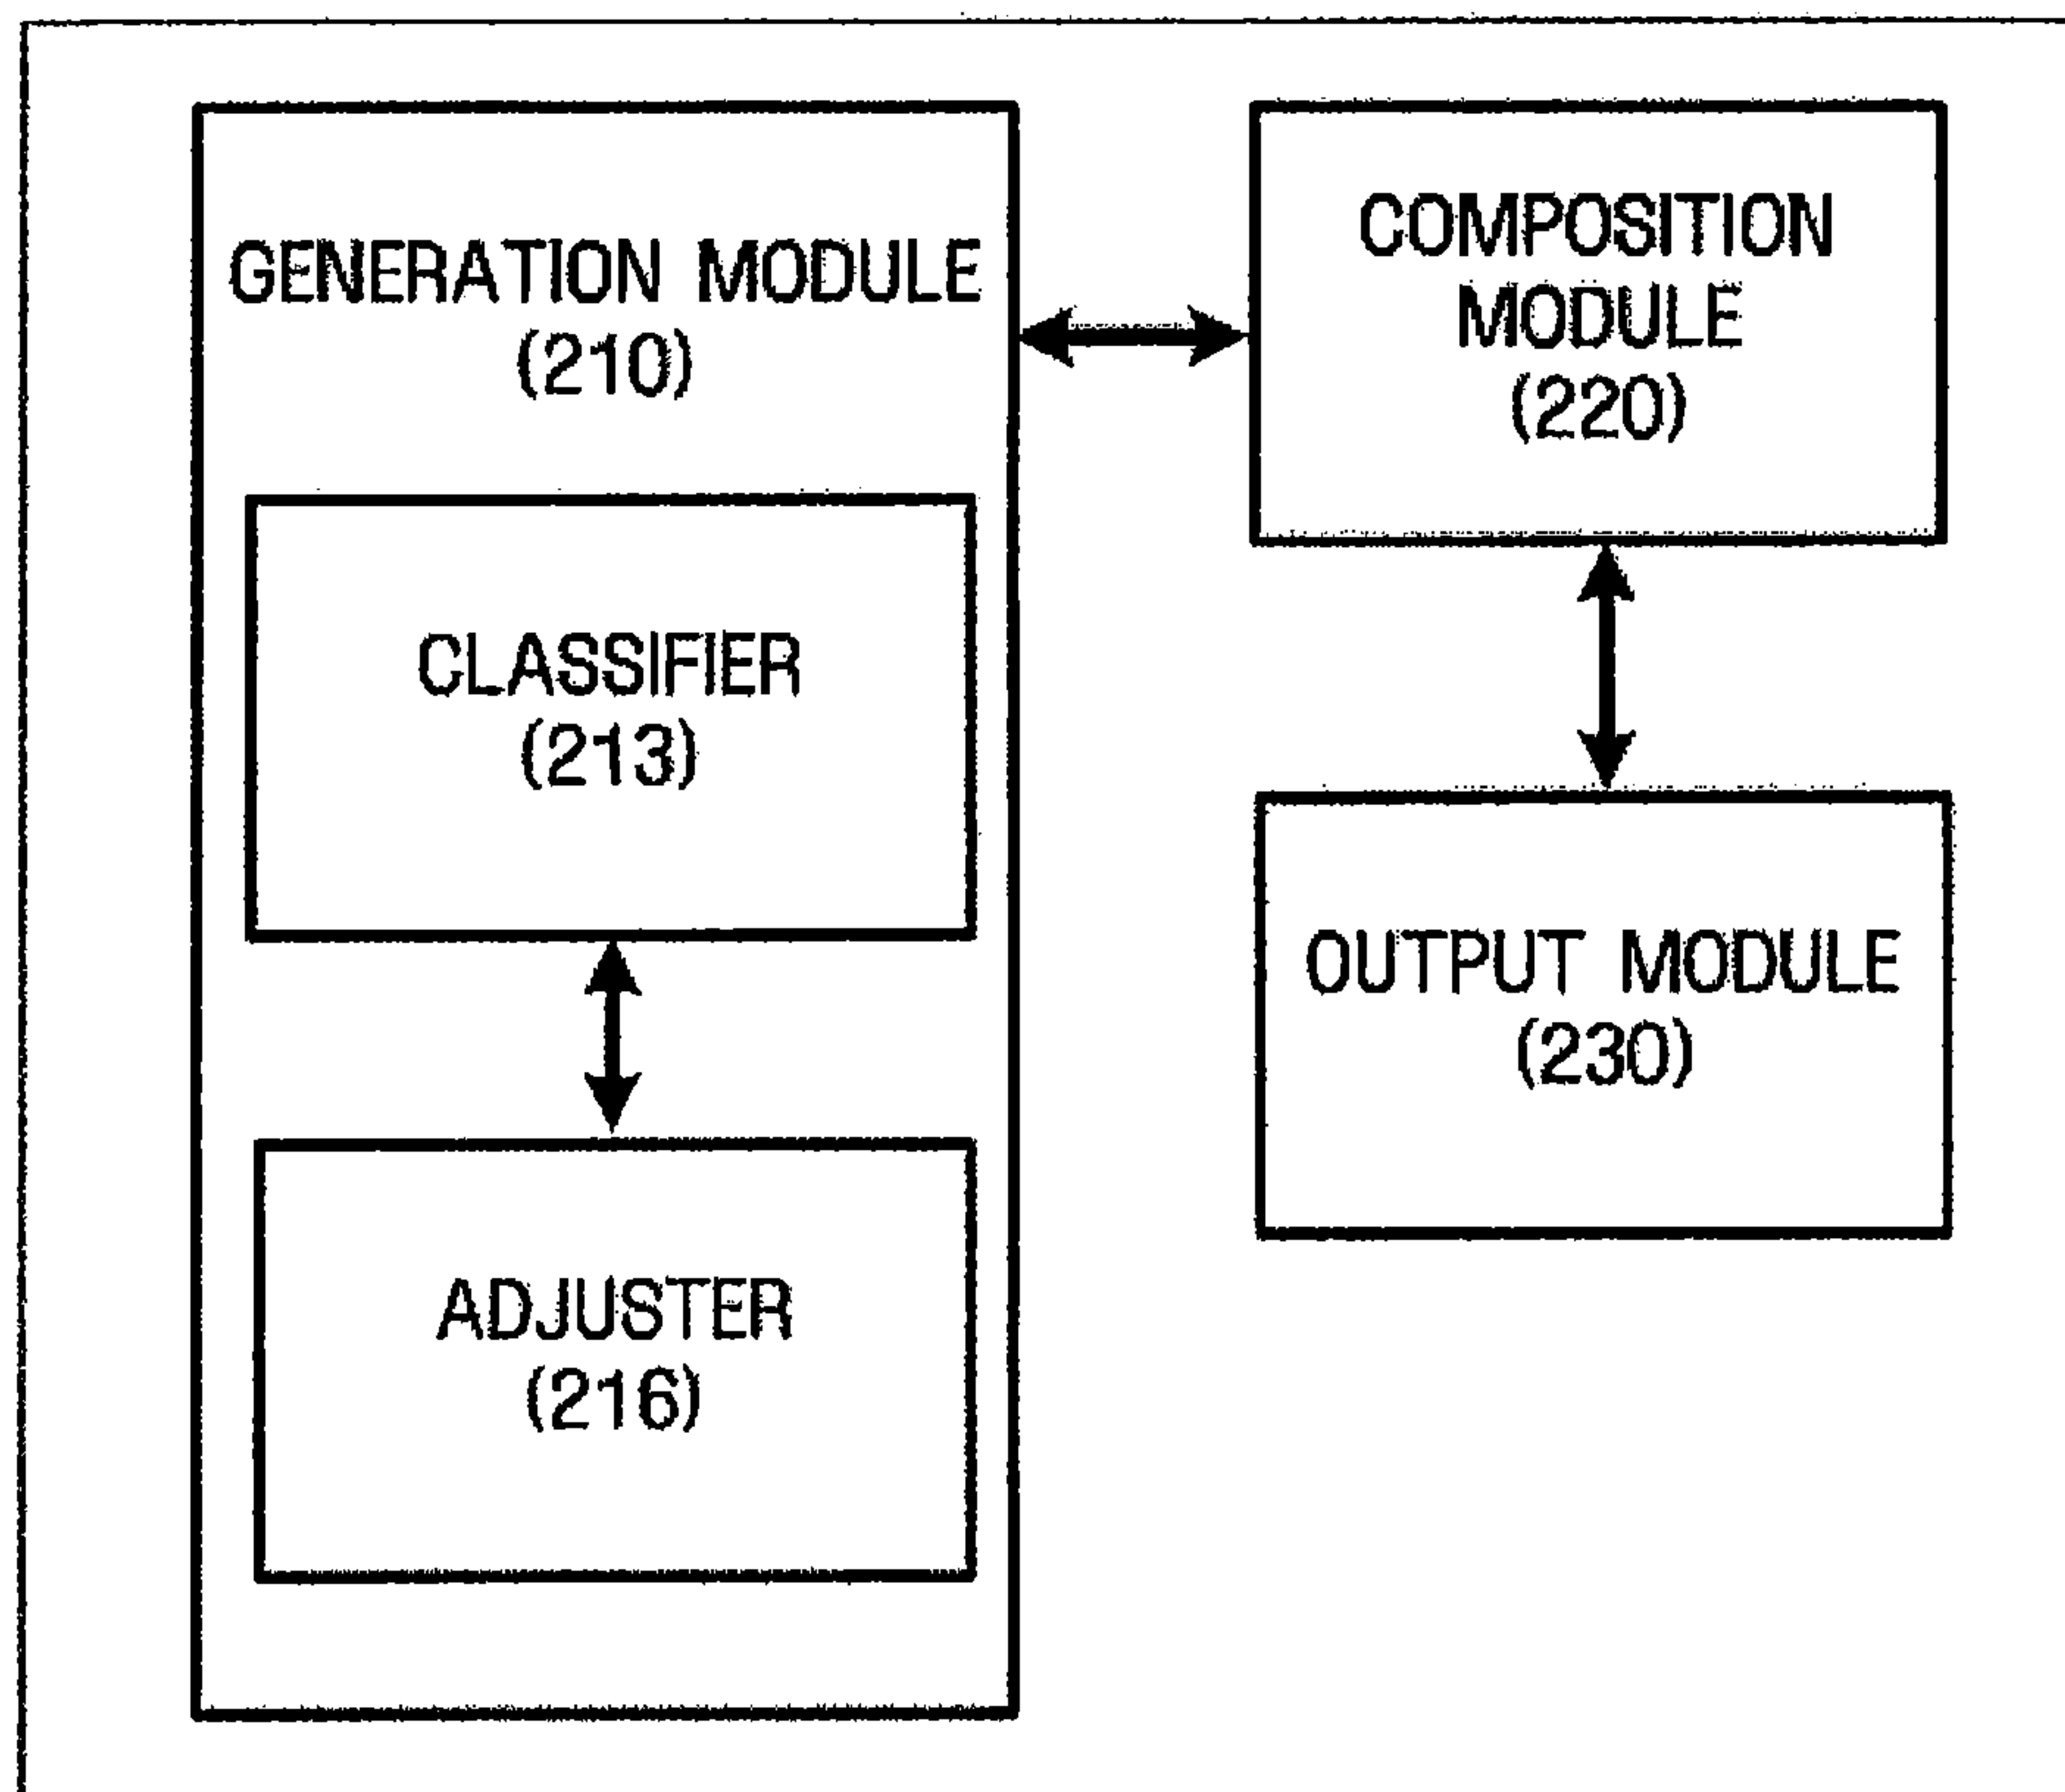 GENERATION MODULE
(210)
CLASSIFIER
(213)
ADJUSTER
(216)
COMPOSITION
MODULE
(220)
OUTPUT MODULE
(230)